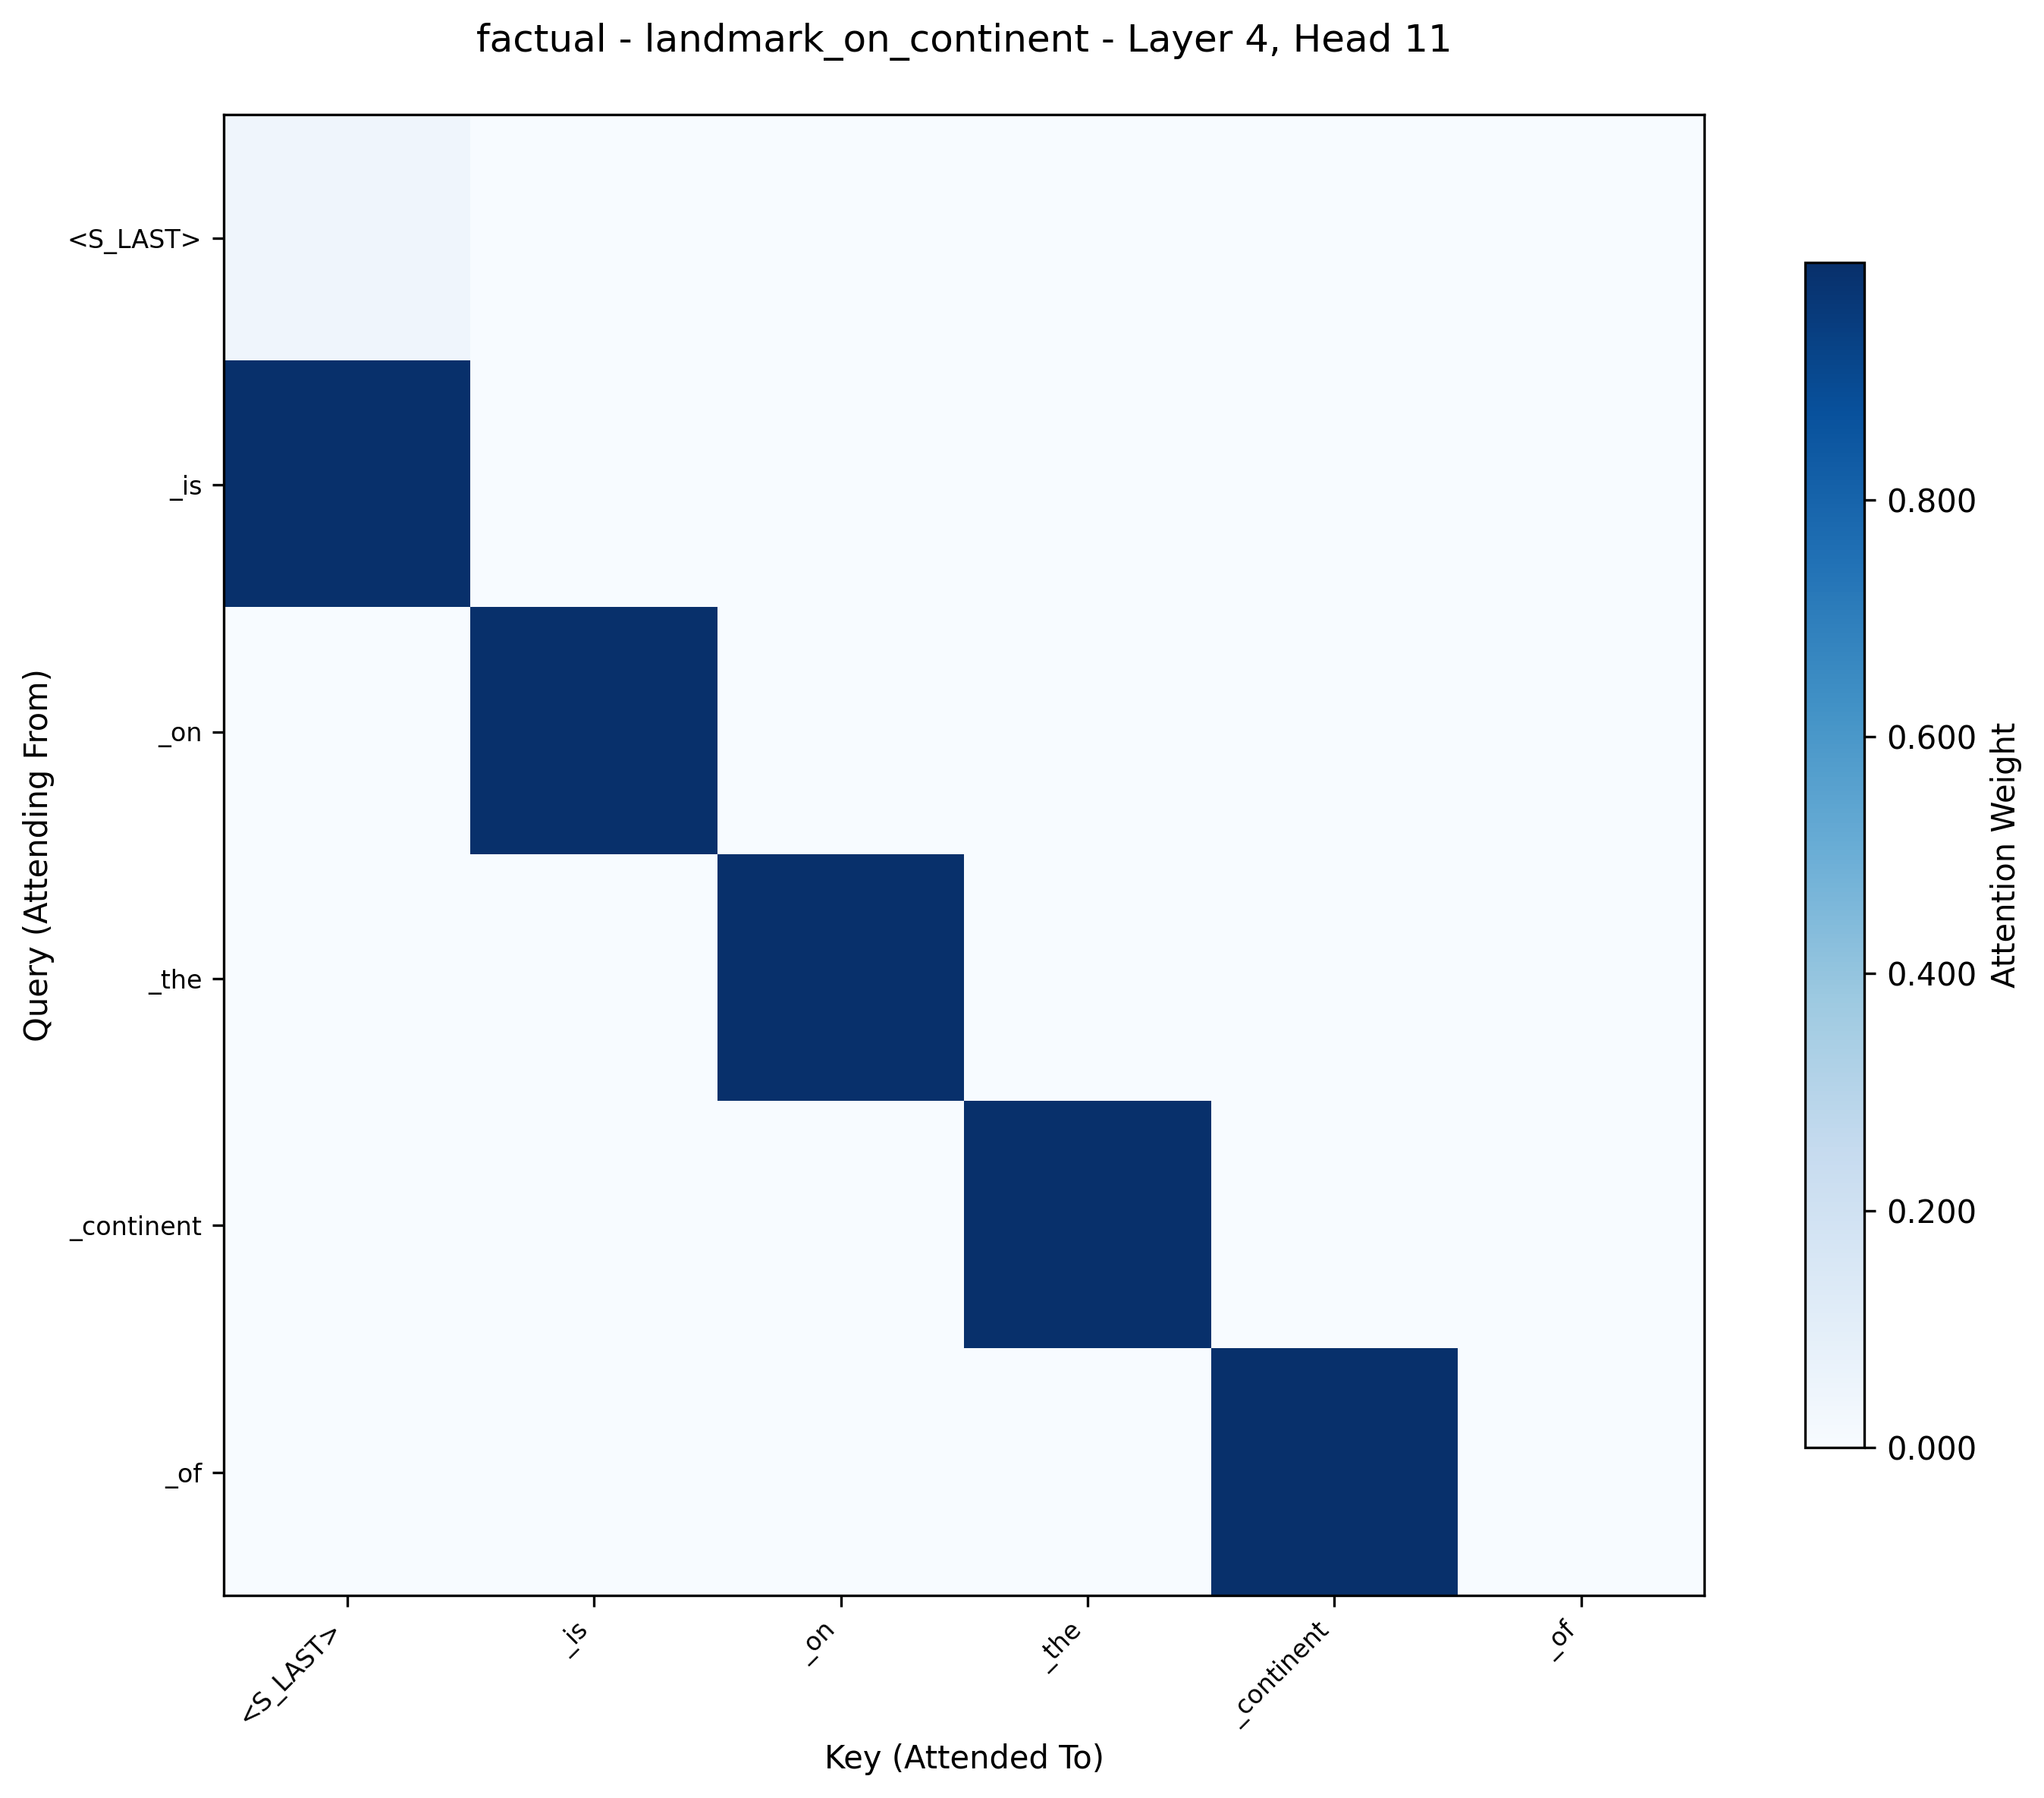 factual - landmark_on_continent - Layer 4, Head 11
Query (Attending From)
<S_LAST>
_is
_on
_the
_continent
_of
<S_LAST>
_is
_on
_the
_continent
_of
Key (Attended To)
0.800
0.600
0.400
0.200
0.000
Attention Weight